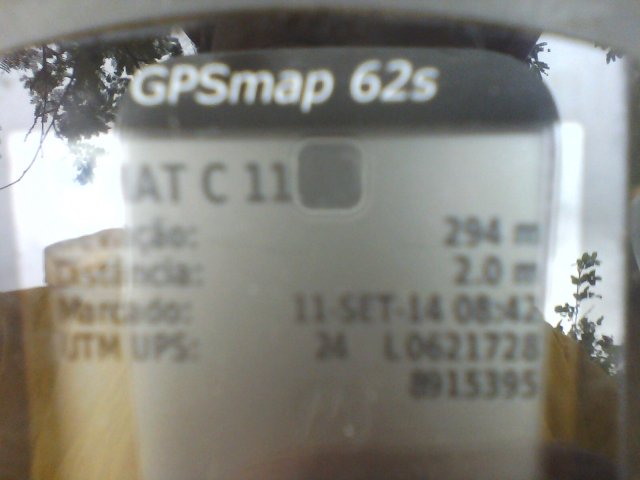 GPSmap 62s
AT C 11
Elevação: 294 m
Distância: 2.0 m
Marcado: 11-SET-14 08:42
UTM UPS: 24 L 0621728
8915395